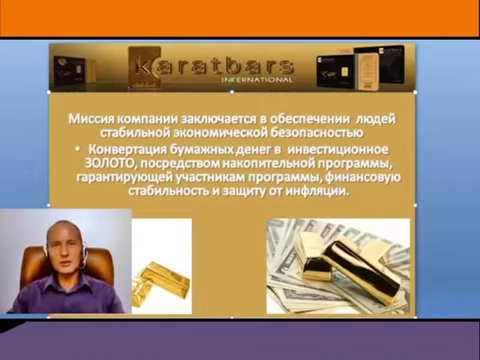 Karatbars
INTERNATIONAL
Миссия компании заключается в обеспечении людей
стабильной экономической безопасностью
• Конвертация бумажных денег в инвестиционное
ЗОЛОТО, посредством накопительной программы,
гарантирующей участникам программы, финансовую
стабильность и защиту от инфляции.